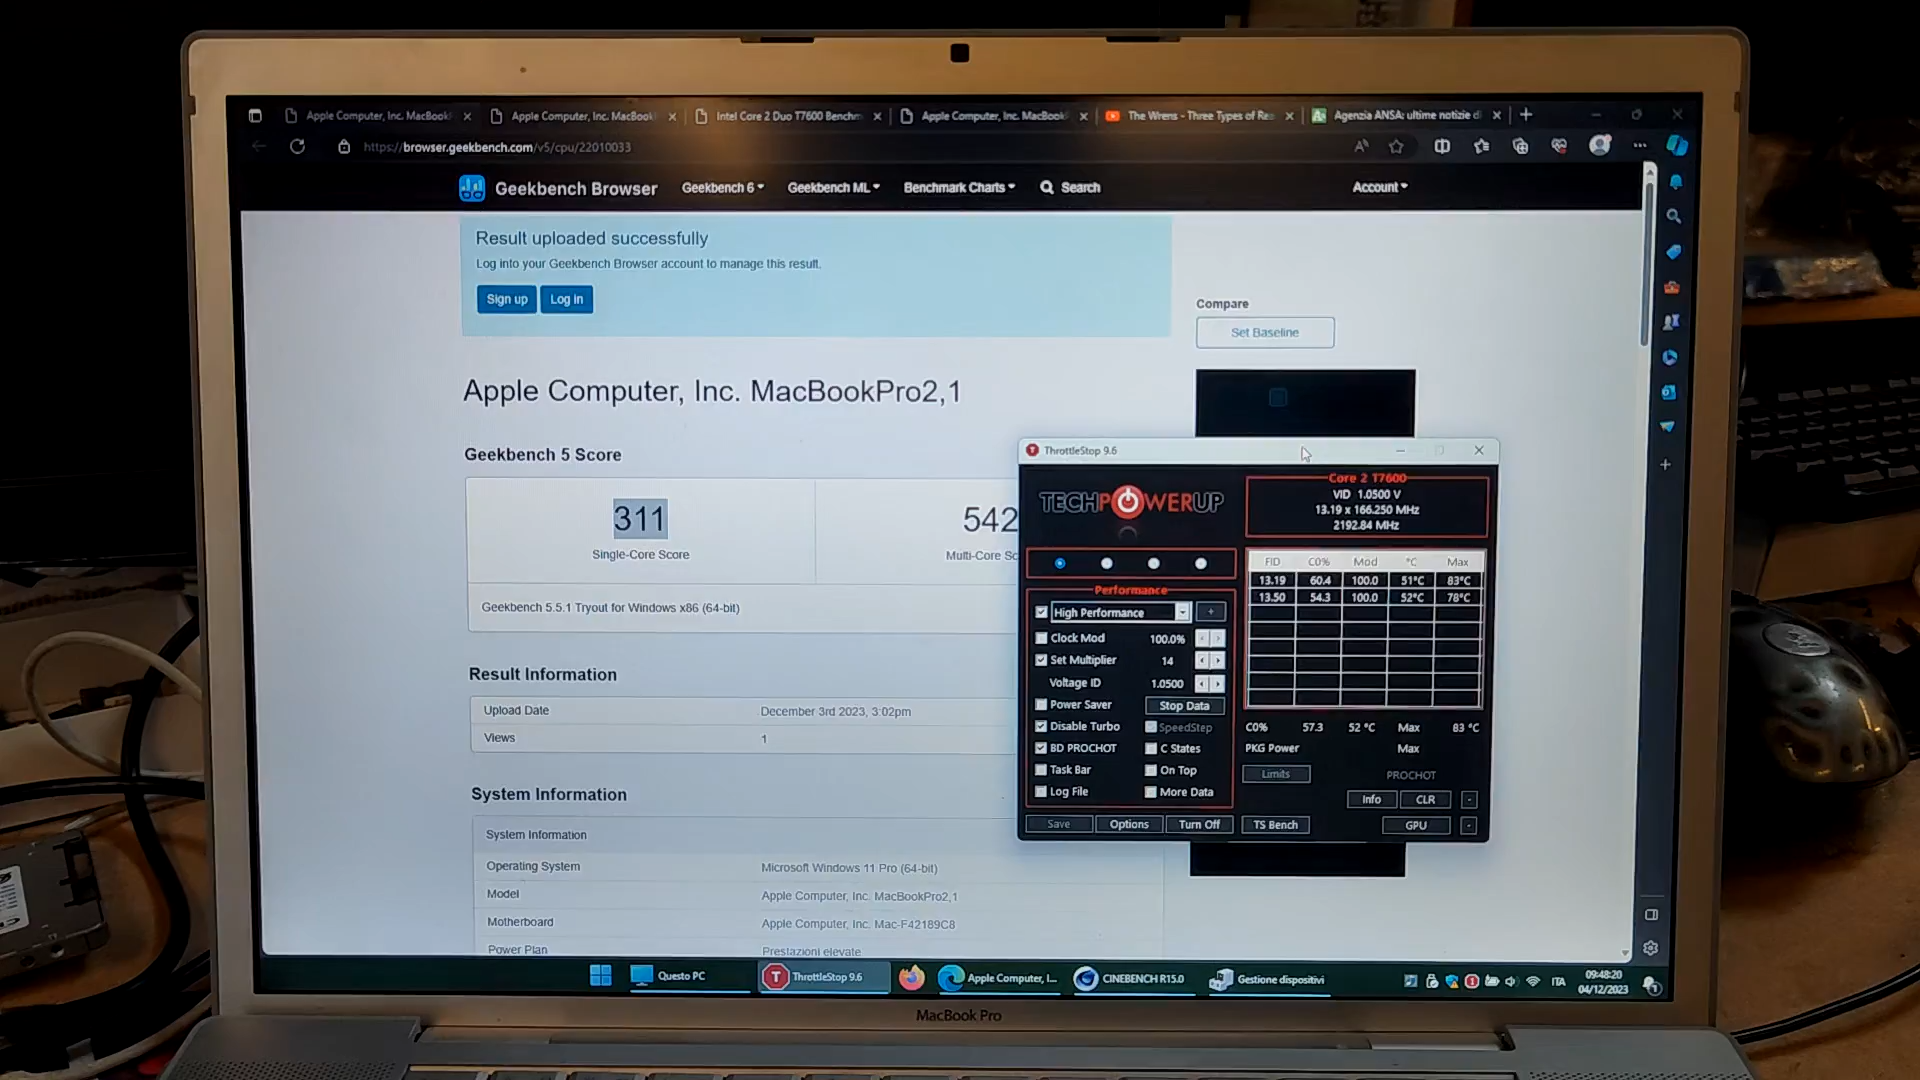 Apple Computer, Inc. MacBook
Apple Computer, Inc. MacBook
Intel Core 2 Duo T7600 Benchm
Apple Computer, Inc. MacBook
The Wrens - Three Types of Rea
Agenzia ANSA: ultime notizie d
https://browser.geekbench.com/v5/cpu/22010033
Geekbench Browser
Geekbench 6
Geekbench ML
Benchmark Charts
Search
Account
Result uploaded successfully
Log into your Geekbench Browser account to manage this result.
Sign up
Log in
Compare
Set Baseline
Apple Computer, Inc. MacBookPro2,1
Geekbench 5 Score
311
Single-Core Score
542
Multi-Core Sc
Geekbench 5.5.1 Tryout for Windows x86 (64-bit)
Result Information
Upload Date December 3rd 2023, 3:02pm
Views 1
System Information
System Information
Operating System Microsoft Windows 11 Pro (64-bit)
Model Apple Computer, Inc. MacBookPro2,1
Motherboard Apple Computer, Inc. Mac-F42189C8
Power Plan Prestazioni elevate
ThrottleStop 9.6
TECHPOWERUP
Core 2 T7600
VID 1.0500 V
13.19 x 166.250 MHz
2192.84 MHz
FID C0% Mod °C Max
13.19 60.4 100.0 51°C 83°C
13.50 54.3 100.0 52°C 78°C
Performance
High Performance
+
Clock Mod 100.0%
Set Multiplier 14
Voltage ID 1.0500
Power Saver Stop Data
Disable Turbo SpeedStep
BD PROCHOT C States
Task Bar On Top
Log File More Data
C0% 57.3 52 °C Max 83 °C
PKG Power Max
Limits PROCHOT
Info CLR -
Save Options Turn Off TS Bench GPU -
Questo PC
ThrottleStop 9.6
Apple Computer, I...
CINEBENCH R15.0
Gestione dispositivi
ITA
09:48:20
04/12/2023
MacBook Pro